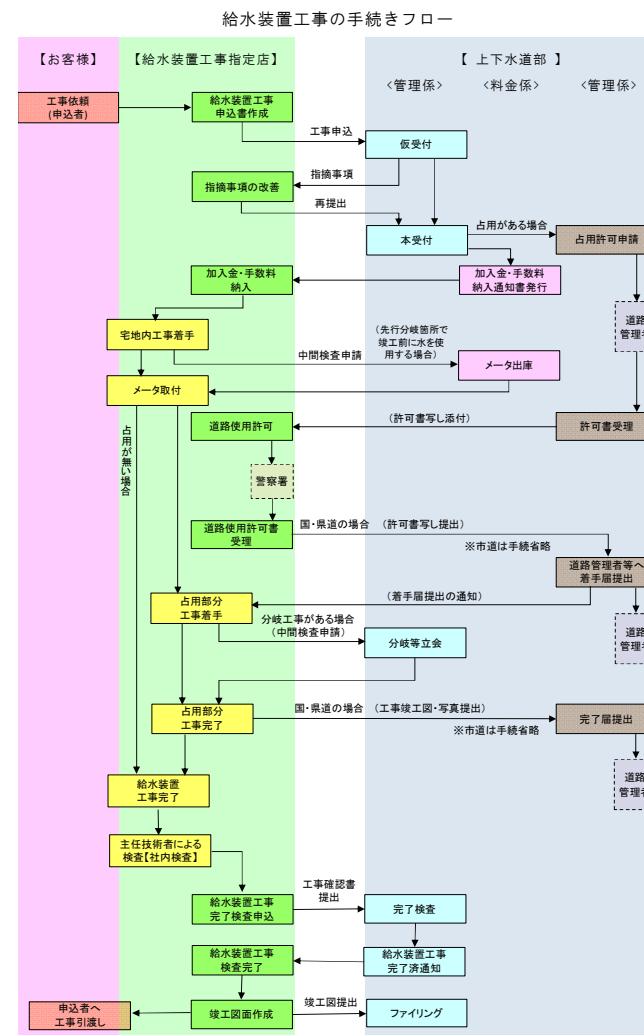 給水装置工事の手続きフロー
【お客様】
【給水装置工事指定店】
【 上下水道部 】
<管理係>
<料金係>
<管理係>
工事依頼
(申込者)
給水装置工事
申込書作成
工事申込
仮受付
指摘事項
指摘事項の改善
再提出
本受付
占用がある場合
占用許可申請
加入金・手数料
納入
加入金・手数料
納入通知書発行
道路
宅地内工事着手
(先行分岐箇所で
竣工前に水を使
用する場合)
中間検査申請
メータ出庫
メータ取付
占用が無い場合
道路使用許可
(許可書写し添付)
許可書受理
警察署
道路使用許可書
受理
国・県道の場合 (許可書写し提出)
※市道は手続省略
道路管理者等へ
着手届提出
占用部分
工事着手
(着手届提出の通知)
分岐工事がある場合
(中間検査申請)
分岐等立会
占用部分
工事完了
国・県道の場合 (工事竣工図・写真提出)
※市道は手続省略
完了届提出
給水装置
工事完了
主任技術者による
検査【社内検査】
給水装置工事
完了検査申込
工事確認書
提出
完了検査
給水装置工事
検査完了
給水装置工事
完了済通知
申込者へ
工事引渡し
竣工図面作成
竣工図提出
ファイリング